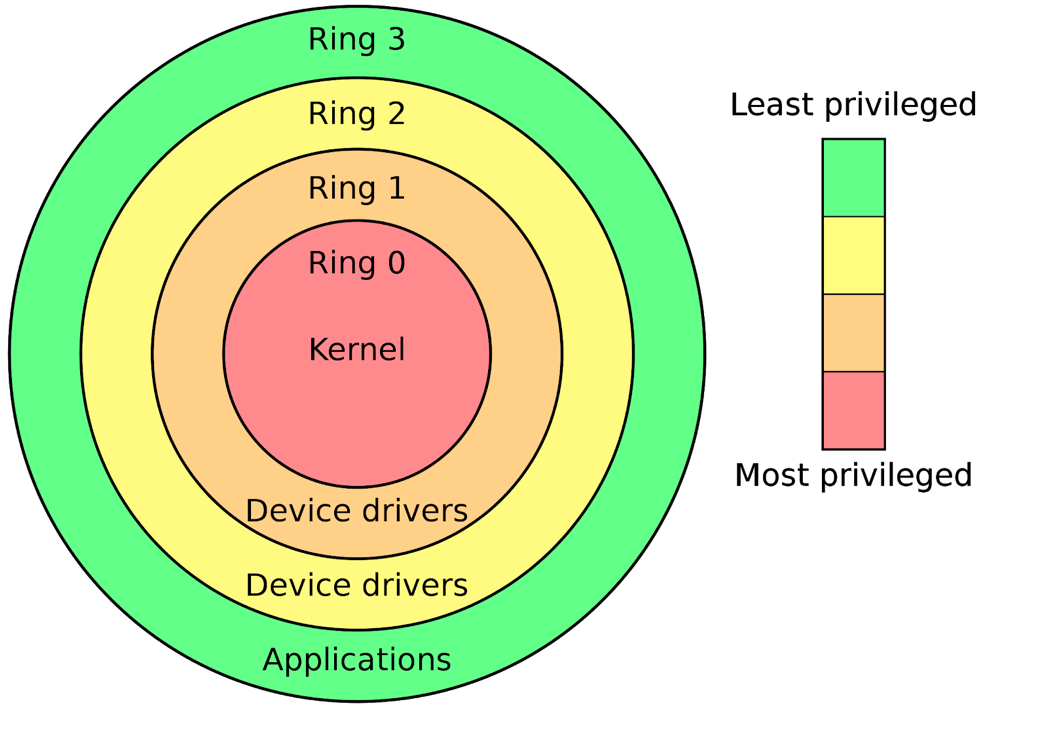 Ring 3
Ring 2
Ring 1
Ring 0
Kernel
Device drivers
Device drivers
Applications
Least privileged
Most privileged